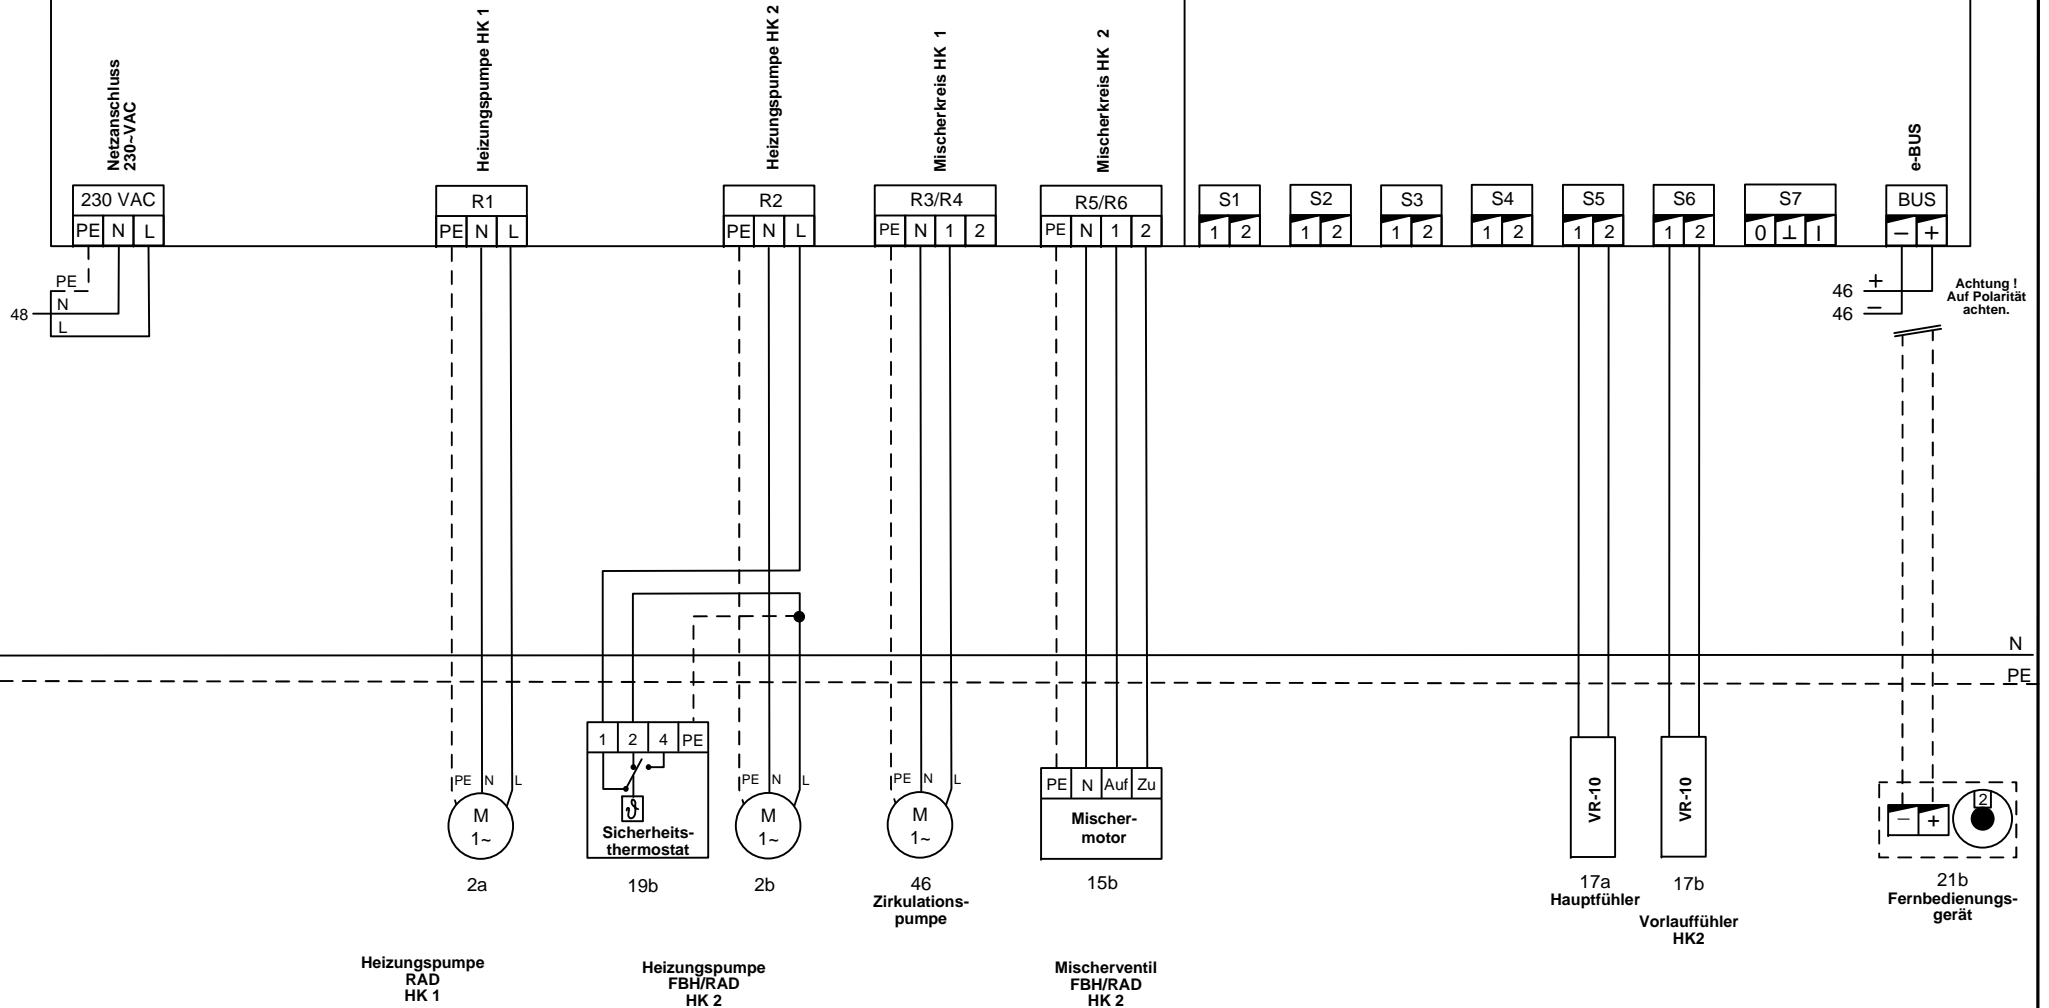 Netzanschluss
230~VAC
Heizungspumpe HK 1
Heizungspumpe HK 2
Mischerkreis HK 1
Mischerkreis HK 2
e-BUS
230 VAC
R1
R2
R3/R4
R5/R6
S1
S2
S3
S4
S5
S6
S7
BUS
PE N L
PE N L
PE N L
PE N 1 2
PE N 1 2
1 2
1 2
1 2
1 2
1 2
1 2
0 ⊥ I
− +
PE
N
L
48
46 +
46 −
Achtung !
Auf Polarität
achten.
N
PE
1 2 4 PE
ϑ
Sicherheits-
thermostat
PE N L
M
1~
PE N L
M
1~
PE N L
M
1~
PE N Auf Zu
Mischer-
motor
VR-10
VR-10
− +
2
2a
19b
2b
46
Zirkulations-
pumpe
15b
17a
Hauptfühler
17b
Vorlauffühler
HK2
21b
Fernbedienungs-
gerät
Heizungspumpe
RAD
HK 1
Heizungspumpe
FBH/RAD
HK 2
Mischerventil
FBH/RAD
HK 2